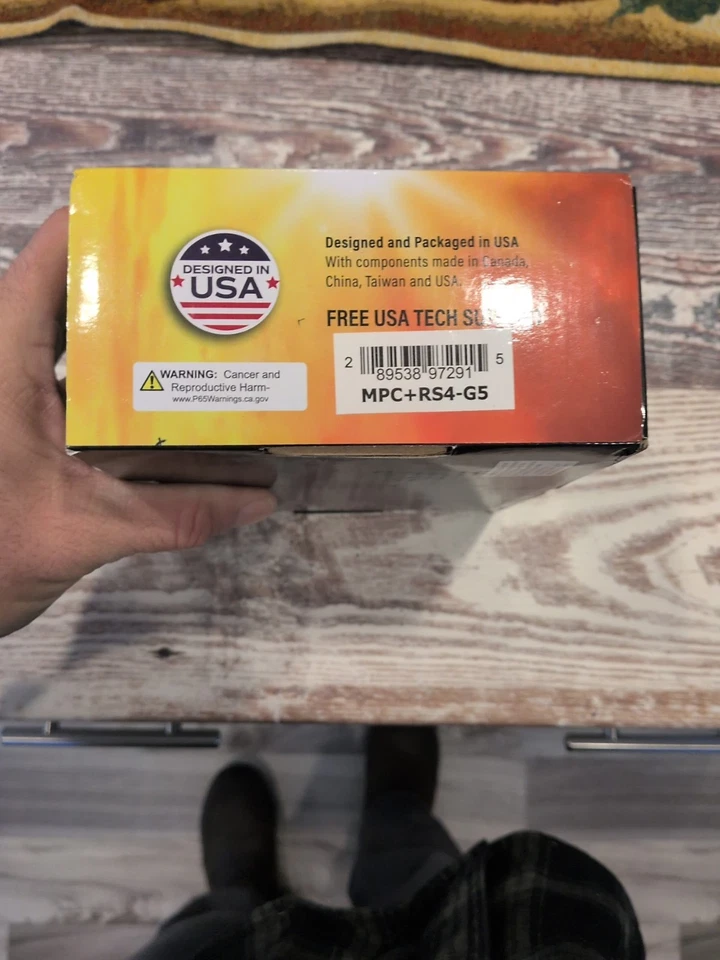 DESIGNED IN
USA
Designed and Packaged in USA
With components made in Canada,
China, Taiwan and USA.
FREE USA TECH
WARNING: Cancer and
Reproductive Harm-
www.P65Warnings.ca.gov
2 89538 97291 5
MPC+RS4-G5